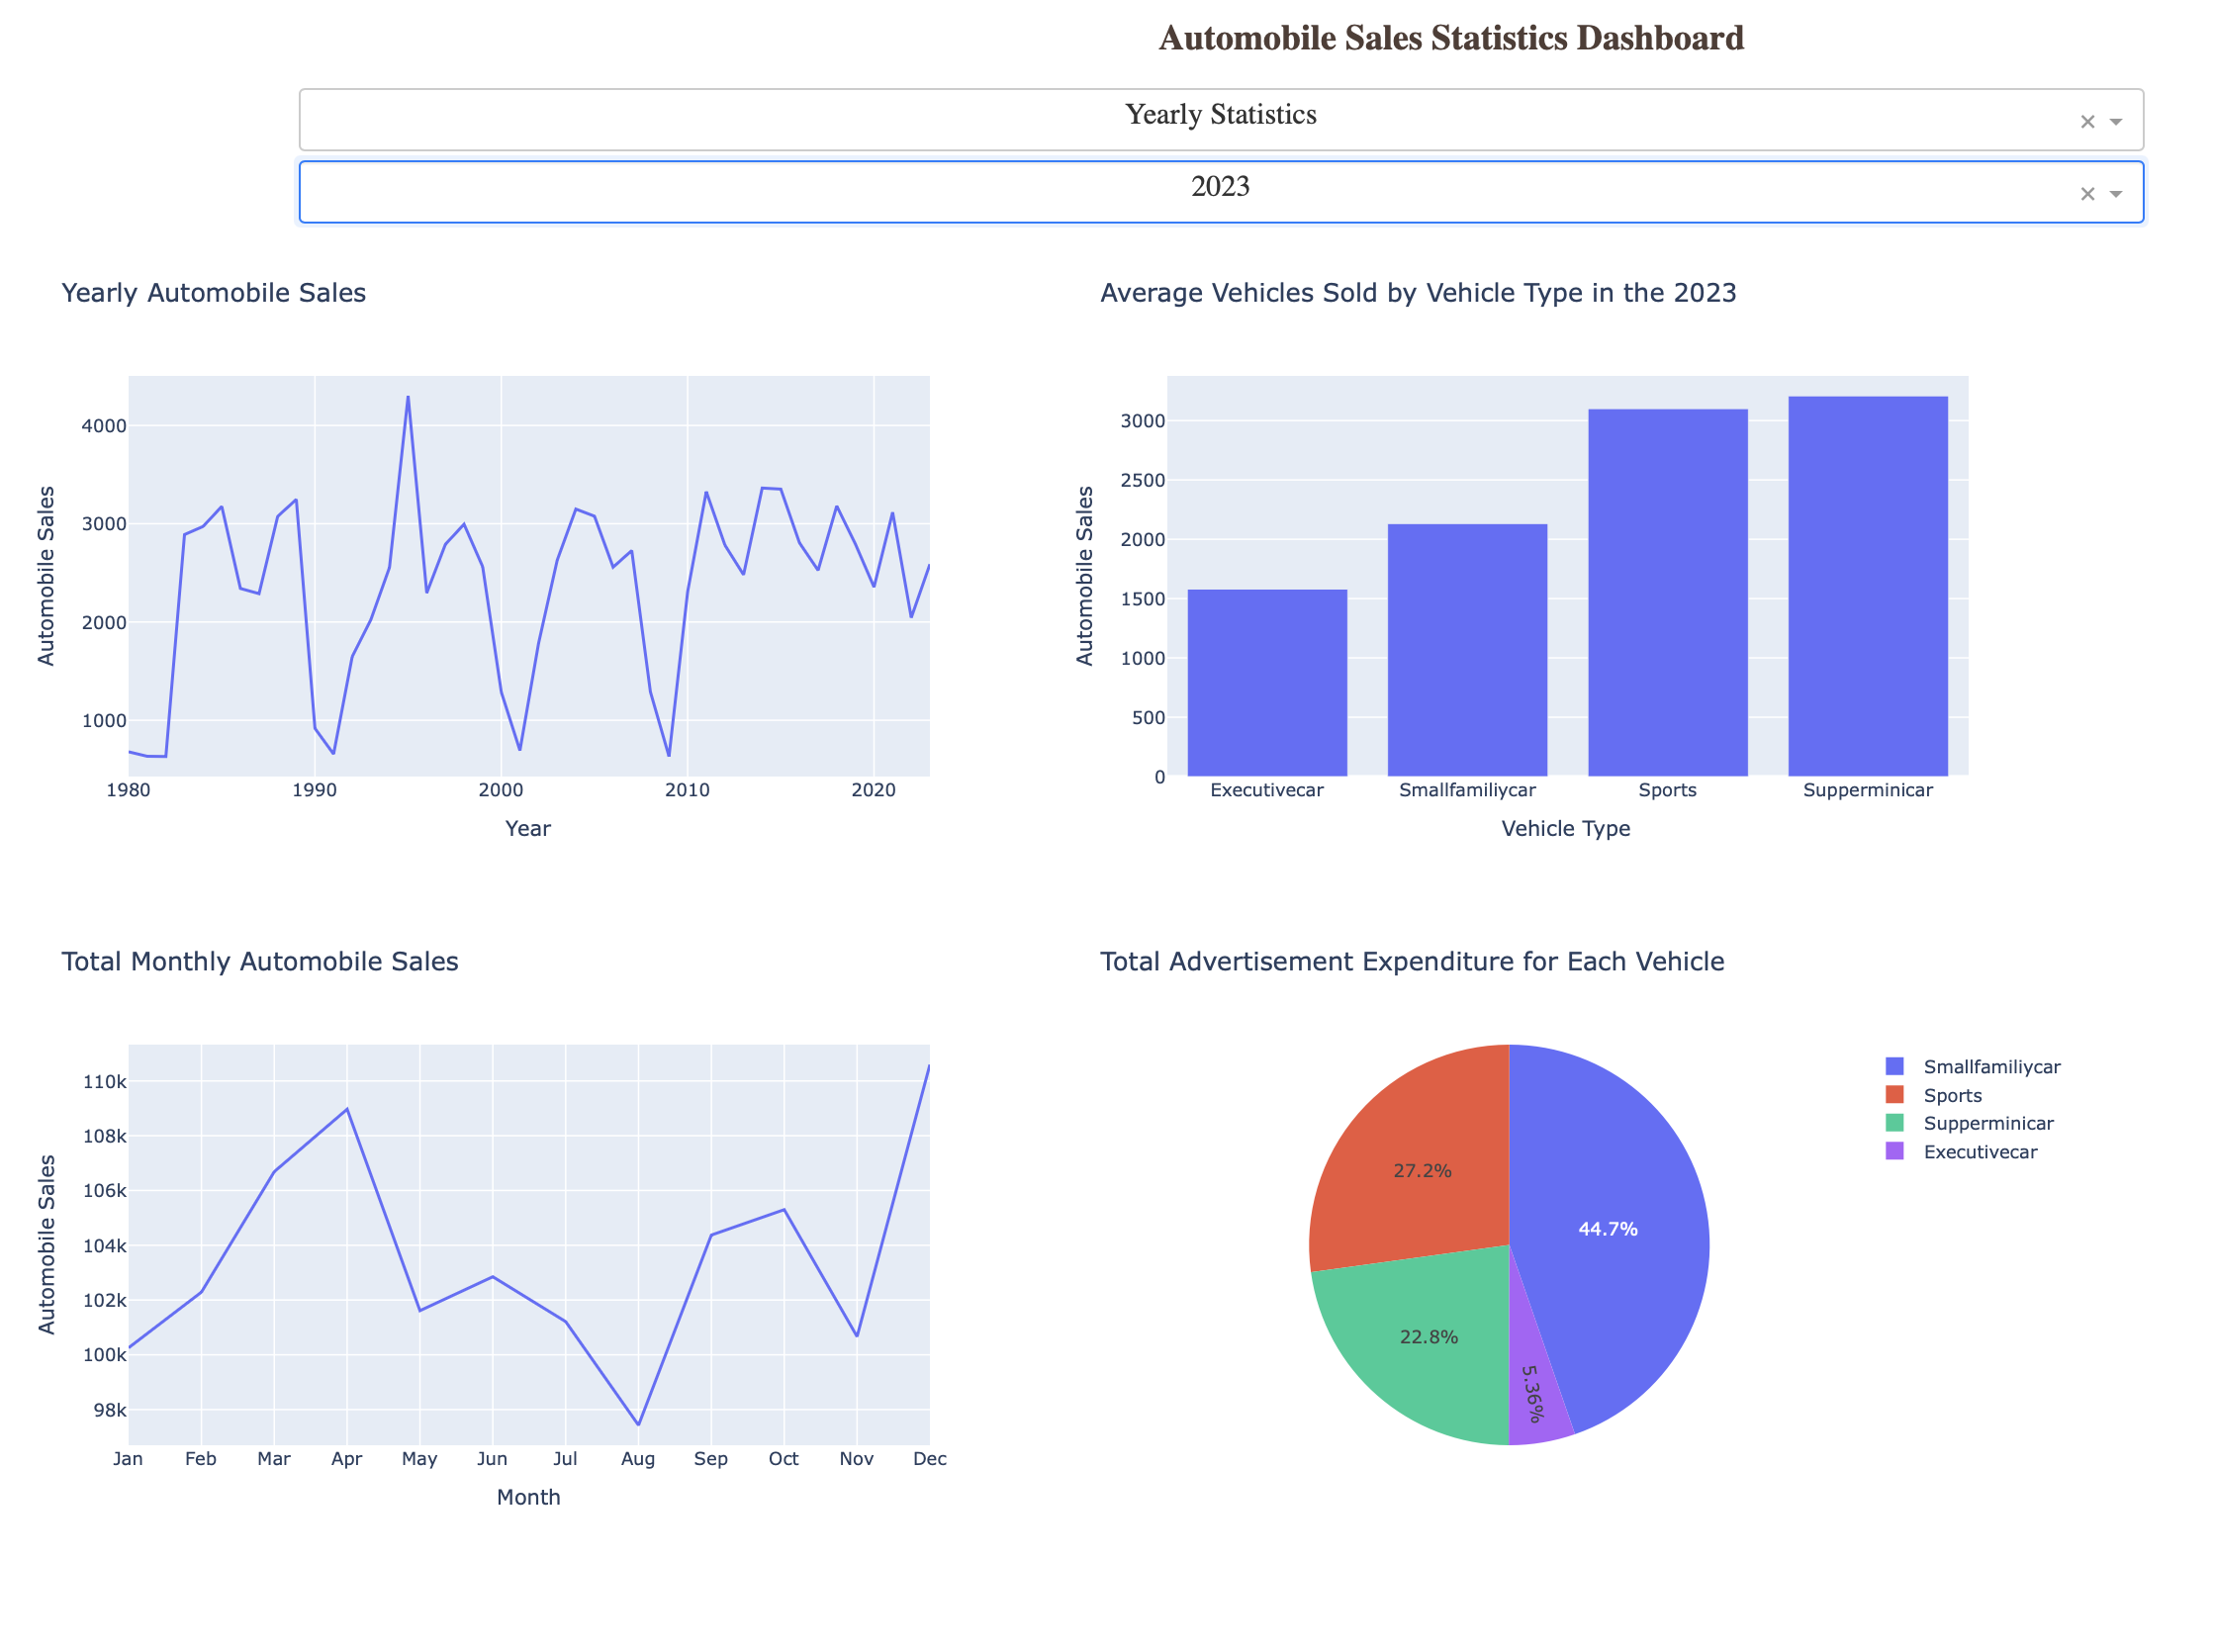 Automobile Sales Statistics Dashboard
Yearly Statistics
2023
Yearly Automobile Sales
4000
3000
2000
1000
Automobile Sales
1980 1990 2000 2010 2020
Year
Average Vehicles Sold by Vehicle Type in the 2023
3000
2500
2000
1500
1000
500
0
Automobile Sales
Executivecar Smallfamiliycar Sports Supperminicar
Vehicle Type
Total Monthly Automobile Sales
110k
108k
106k
104k
102k
100k
98k
Automobile Sales
Jan Feb Mar Apr May Jun Jul Aug Sep Oct Nov Dec
Month
Total Advertisement Expenditure for Each Vehicle
27.2%
44.7%
22.8%
5.36%
Smallfamiliycar
Sports
Supperminicar
Executivecar